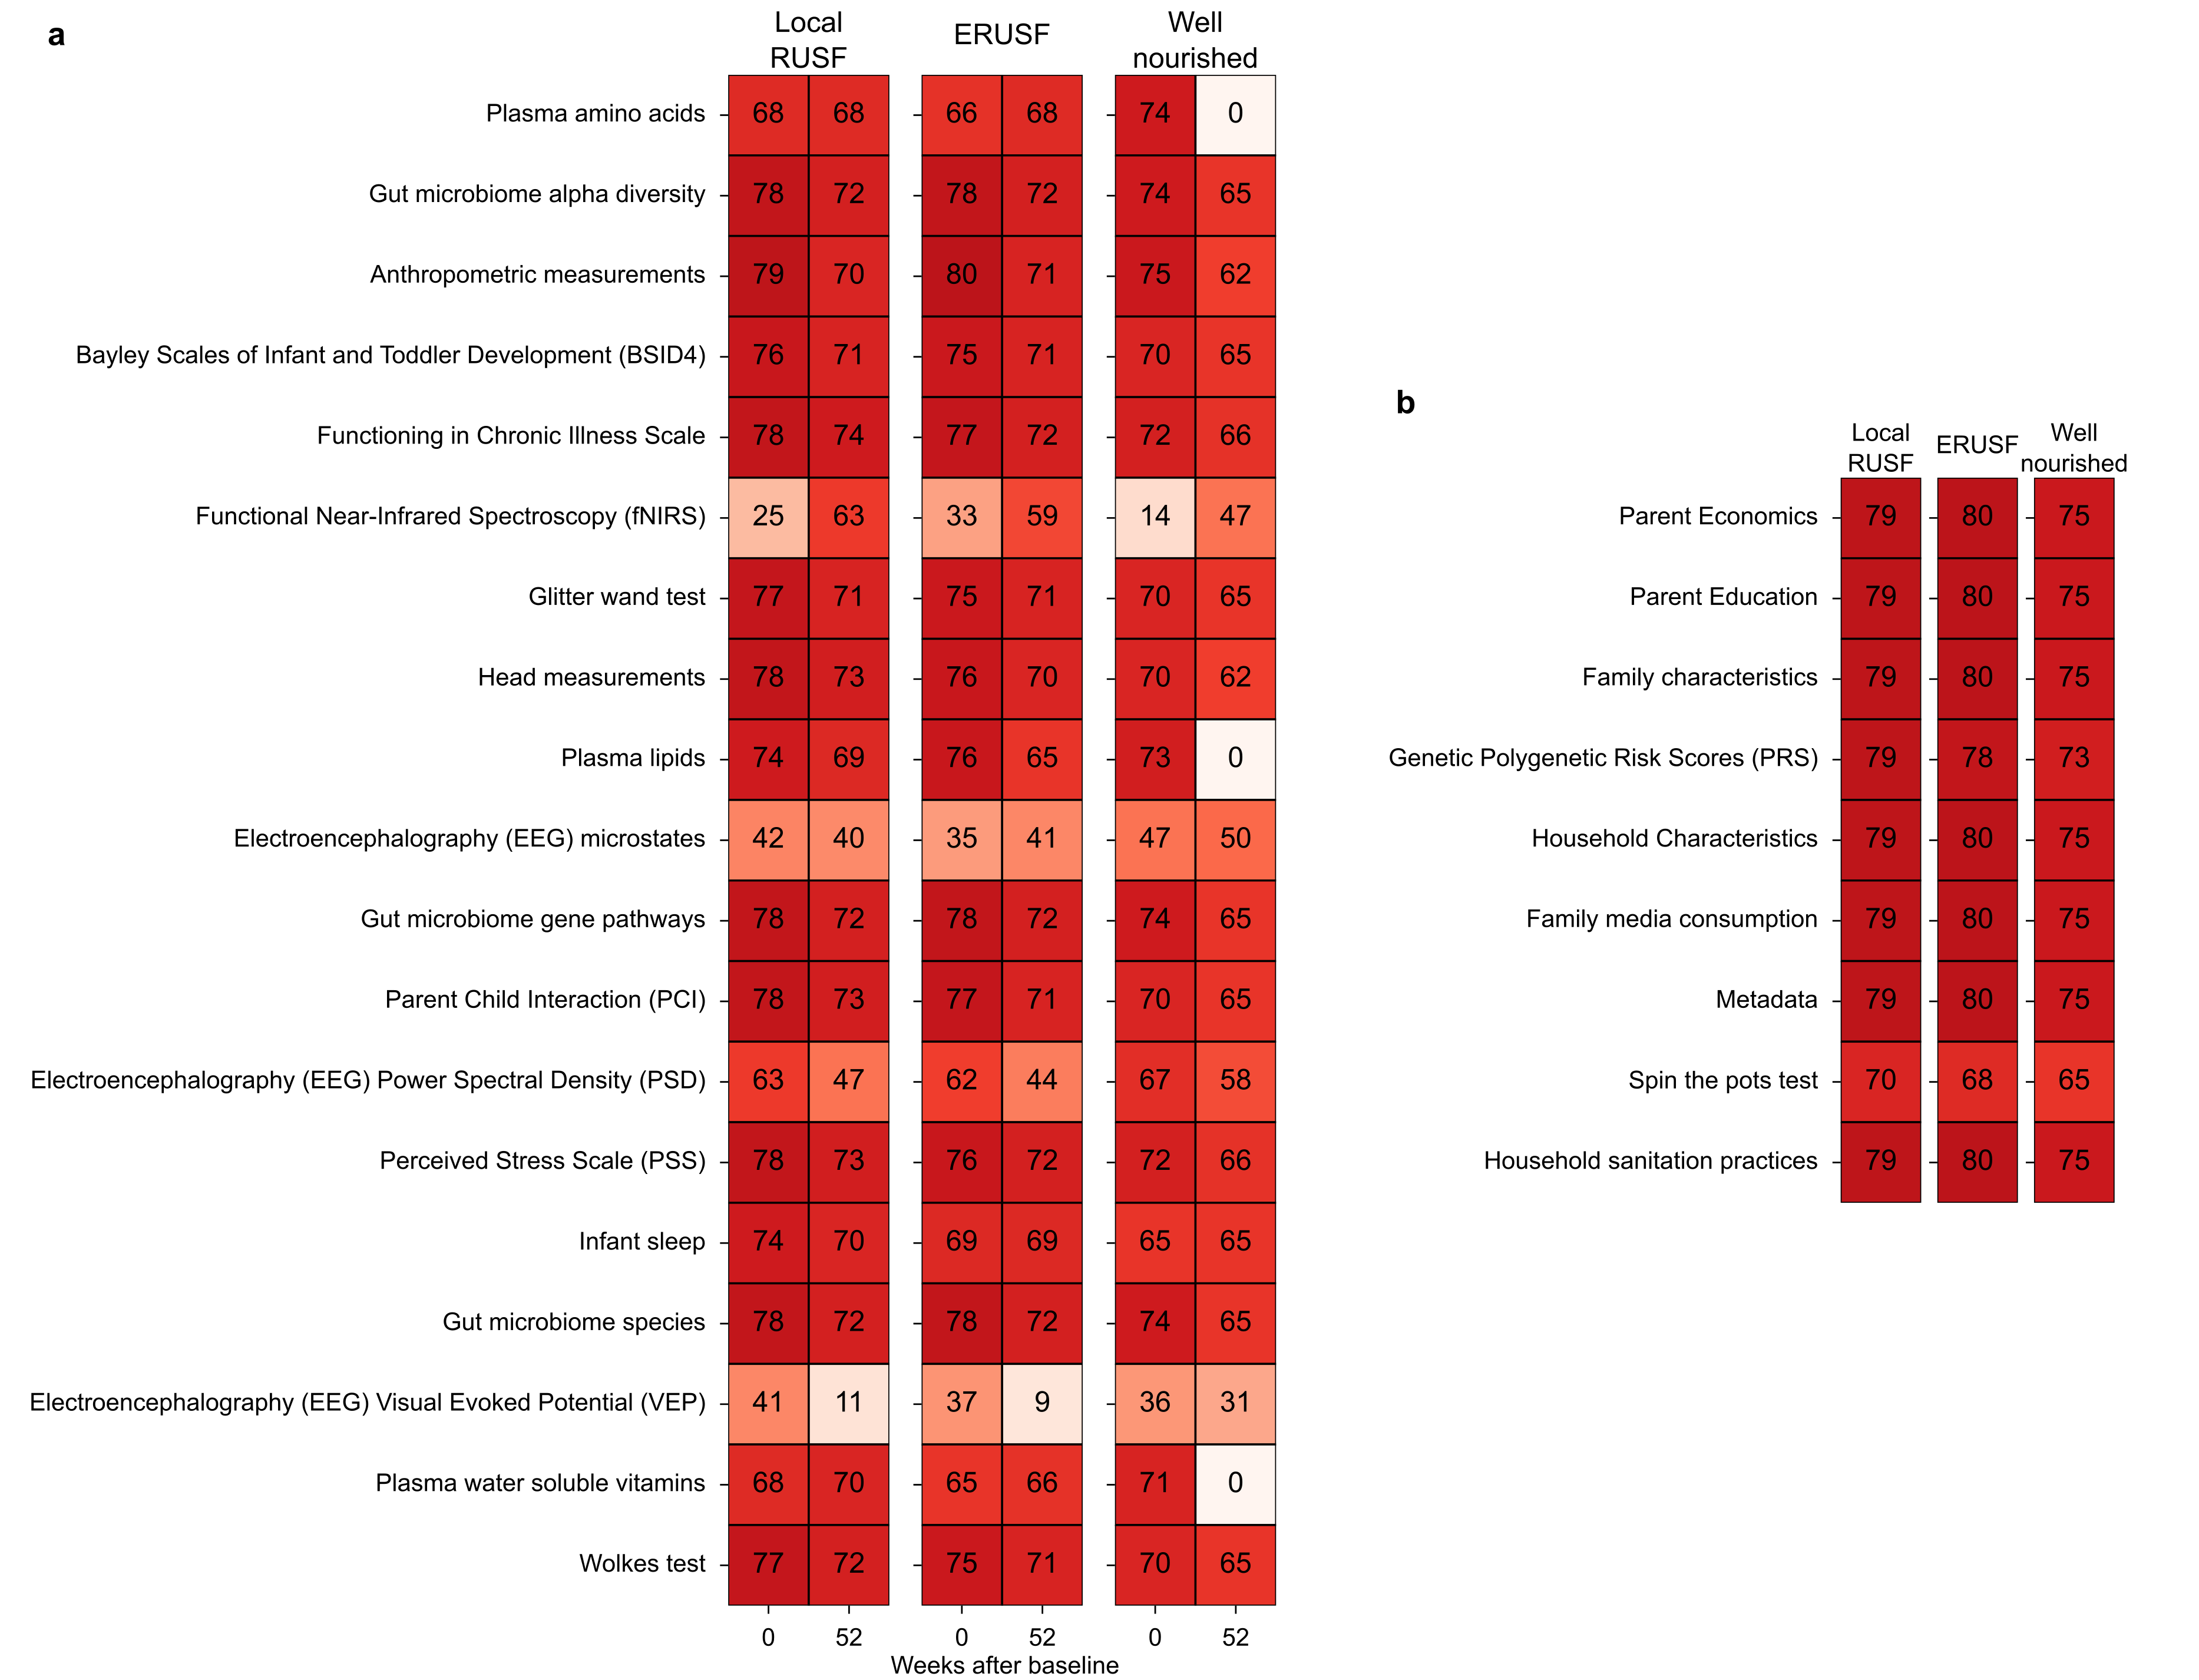 a
Local RUSF
ERUSF
Well nourished
Plasma amino acids 68 68 66 68 74 0
Gut microbiome alpha diversity 78 72 78 72 74 65
Anthropometric measurements 79 70 80 71 75 62
Bayley Scales of Infant and Toddler Development (BSID4) 76 71 75 71 70 65
Functioning in Chronic Illness Scale 78 74 77 72 72 66
Functional Near-Infrared Spectroscopy (fNIRS) 25 63 33 59 14 47
Glitter wand test 77 71 75 71 70 65
Head measurements 78 73 76 70 70 62
Plasma lipids 74 69 76 65 73 0
Electroencephalography (EEG) microstates 42 40 35 41 47 50
Gut microbiome gene pathways 78 72 78 72 74 65
Parent Child Interaction (PCI) 78 73 77 71 70 65
Electroencephalography (EEG) Power Spectral Density (PSD) 63 47 62 44 67 58
Perceived Stress Scale (PSS) 78 73 76 72 72 66
Infant sleep 74 70 69 69 65 65
Gut microbiome species 78 72 78 72 74 65
Electroencephalography (EEG) Visual Evoked Potential (VEP) 41 11 37 9 36 31
Plasma water soluble vitamins 68 70 65 66 71 0
Wolkes test 77 72 75 71 70 65
0 52 0 52 0 52
Weeks after baseline
b
Local RUSF
ERUSF
Well nourished
Parent Economics 79 80 75
Parent Education 79 80 75
Family characteristics 79 80 75
Genetic Polygenetic Risk Scores (PRS) 79 78 73
Household Characteristics 79 80 75
Family media consumption 79 80 75
Metadata 79 80 75
Spin the pots test 70 68 65
Household sanitation practices 79 80 75